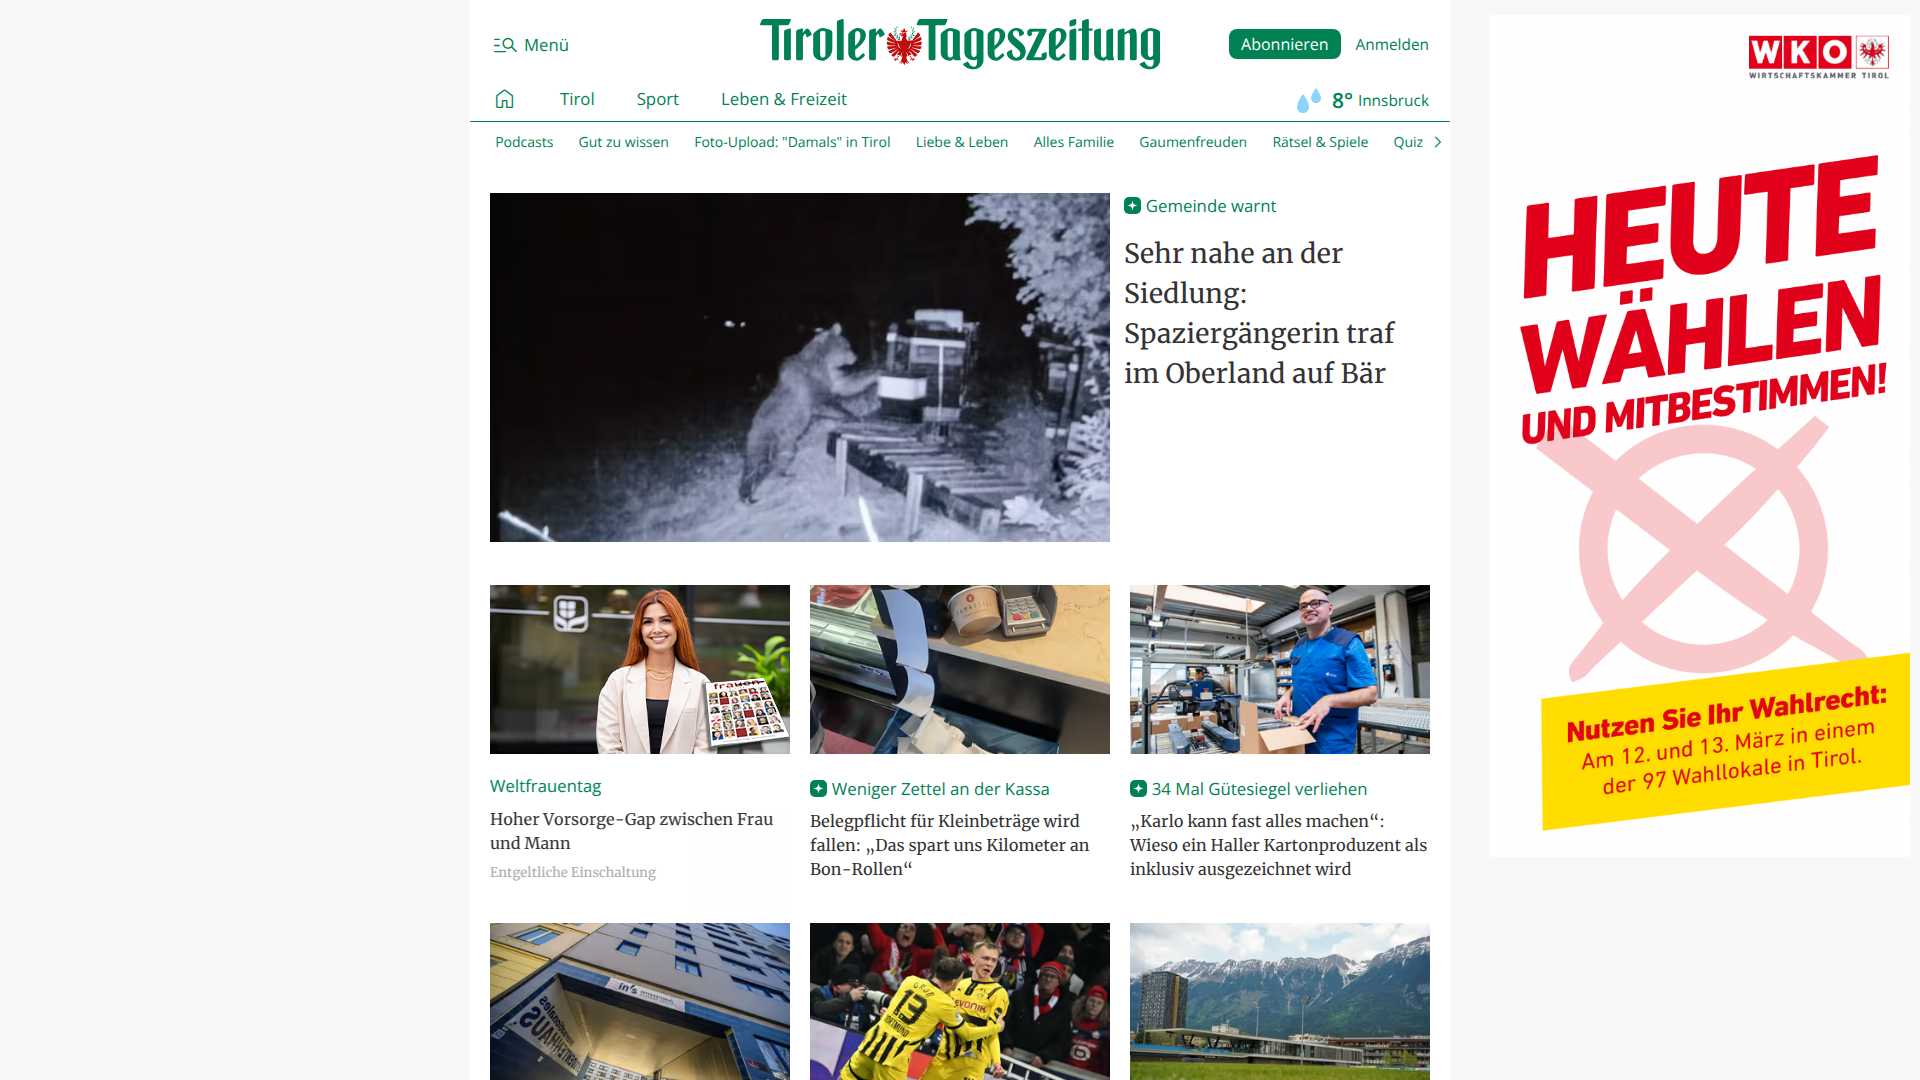 Menü
Tiroler Tageszeitung
Abonnieren
Anmelden
Tirol
Sport
Leben & Freizeit
8° Innsbruck
Podcasts
Gut zu wissen
Foto-Upload: "Damals" in Tirol
Liebe & Leben
Alles Familie
Gaumenfreuden
Rätsel & Spiele
Quiz
Gemeinde warnt
Sehr nahe an der
Siedlung:
Spaziergängerin traf
im Oberland auf Bär
frauen
Weltfrauentag
Hoher Vorsorge-Gap zwischen Frau
und Mann
Entgeltliche Einschaltung
Weniger Zettel an der Kassa
Belegpflicht für Kleinbeträge wird
fallen: „Das spart uns Kilometer an
Bon-Rollen“
34 Mal Gütesiegel verliehen
„Karlo kann fast alles machen“:
Wieso ein Haller Kartonproduzent als
inklusiv ausgezeichnet wird
in's
13
DORTMUND
EVONIK
WKO
WIRTSCHAFTSKAMMER TIROL
HEUTE
WÄHLEN
UND MITBESTIMMEN!
Nutzen Sie Ihr Wahlrecht:
Am 12. und 13. März in einem
der 97 Wahllokale in Tirol.